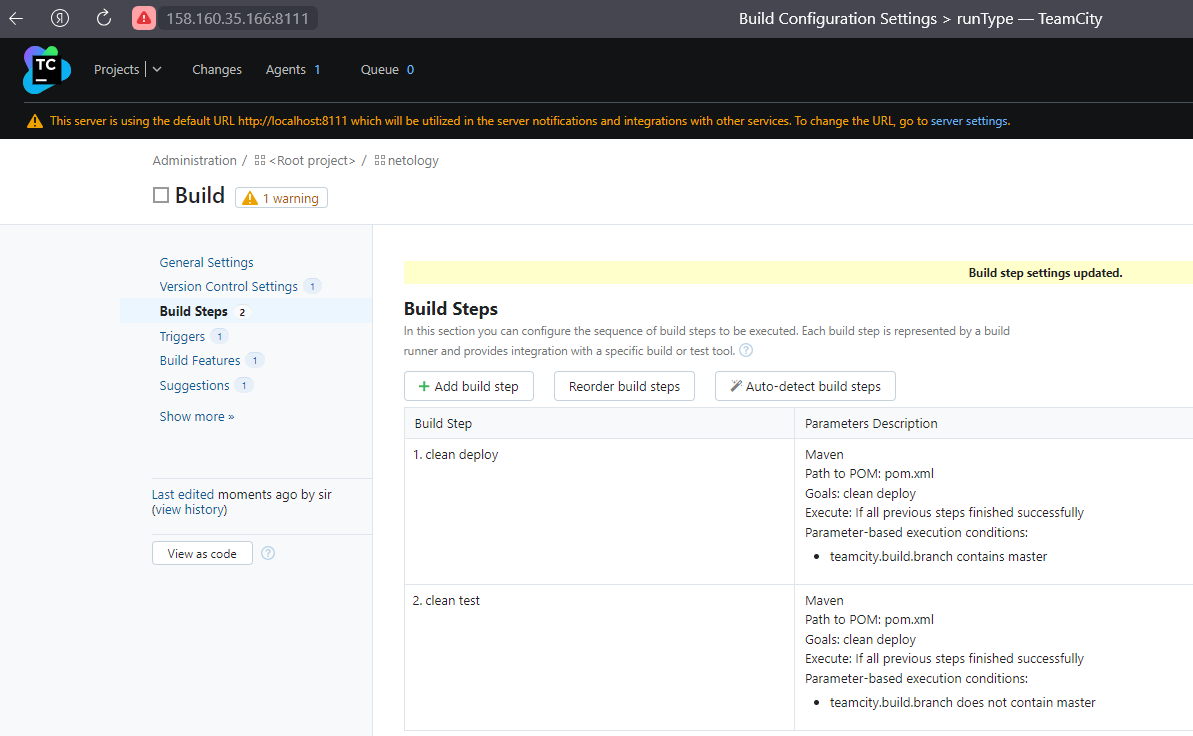 Я 158.160.35.166:8111 Build Configuration Settings > runType — TeamCity
TC Projects Changes Agents 1 Queue 0
This server is using the default URL http://localhost:8111 which will be utilized in the server notifications and integrations with other services. To change the URL, go to server settings.
Administration / <Root project> / netology
Build 1 warning
General Settings
Version Control Settings 1
Build Steps 2
Triggers 1
Build Features 1
Suggestions 1
Show more »
Last edited moments ago by sir
(view history)
View as code ?
Build step settings updated.
Build Steps
In this section you can configure the sequence of build steps to be executed. Each build step is represented by a build
runner and provides integration with a specific build or test tool. ?
+ Add build step Reorder build steps Auto-detect build steps
Build Step Parameters Description
1. clean deploy
Maven
Path to POM: pom.xml
Goals: clean deploy
Execute: If all previous steps finished successfully
Parameter-based execution conditions:
• teamcity.build.branch contains master
2. clean test
Maven
Path to POM: pom.xml
Goals: clean deploy
Execute: If all previous steps finished successfully
Parameter-based execution conditions:
• teamcity.build.branch does not contain master